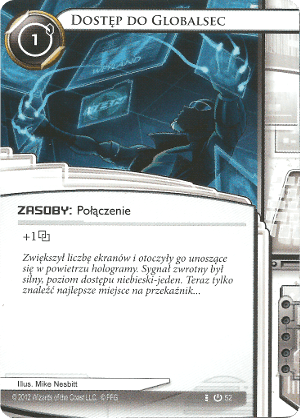 DOSTĘP DO GLOBALSEC
1
WEYLAND
ZASOBY: Połączenie
+1
Zwiększył liczbę ekranów i otoczyły go unoszące
się w powietrzu hologramy. Sygnał zwrotny był
silny, poziom dostępu niebieski-jeden. Teraz tylko
znaleźć najlepsze miejsce na przekaźnik...
Illus. Mike Nesbitt
© 2012 Wizards of the Coast LLC. © FFG
52